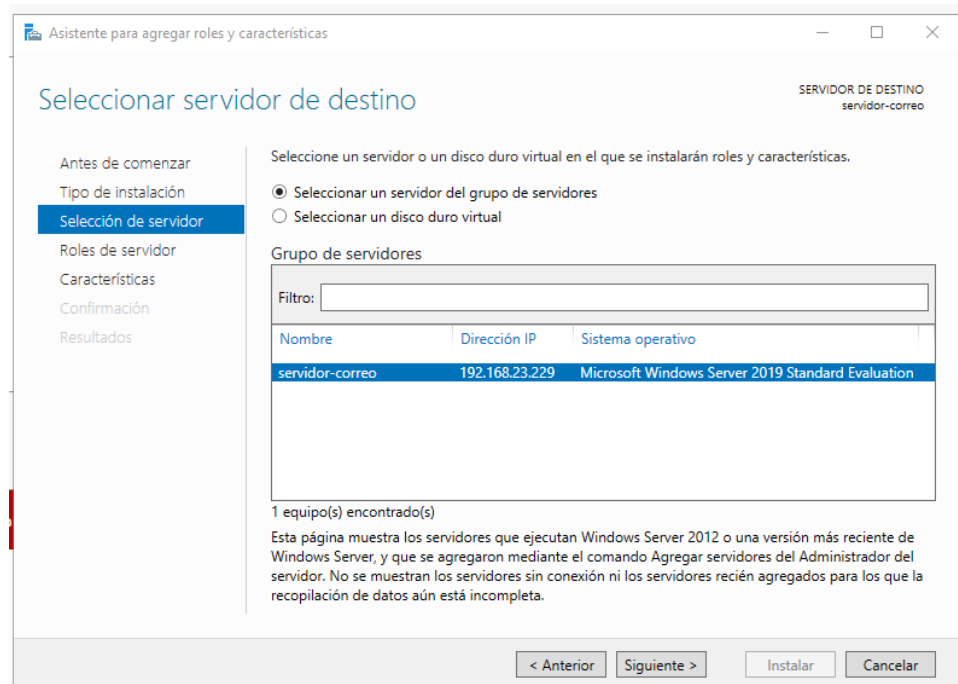 Asistente para agregar roles y características
Seleccionar servidor de destino
SERVIDOR DE DESTINO
servidor-correo
Antes de comenzar
Tipo de instalación
Selección de servidor
Roles de servidor
Características
Confirmación
Resultados
Seleccione un servidor o un disco duro virtual en el que se instalarán roles y características.
Seleccionar un servidor del grupo de servidores
Seleccionar un disco duro virtual
Grupo de servidores
Filtro:
Nombre Dirección IP Sistema operativo
servidor-correo 192.168.23.229 Microsoft Windows Server 2019 Standard Evaluation
1 equipo(s) encontrado(s)
Esta página muestra los servidores que ejecutan Windows Server 2012 o una versión más reciente de
Windows Server, y que se agregaron mediante el comando Agregar servidores del Administrador del
servidor. No se muestran los servidores sin conexión ni los servidores recién agregados para los que la
recopilación de datos aún está incompleta.
< Anterior Siguiente > Instalar Cancelar